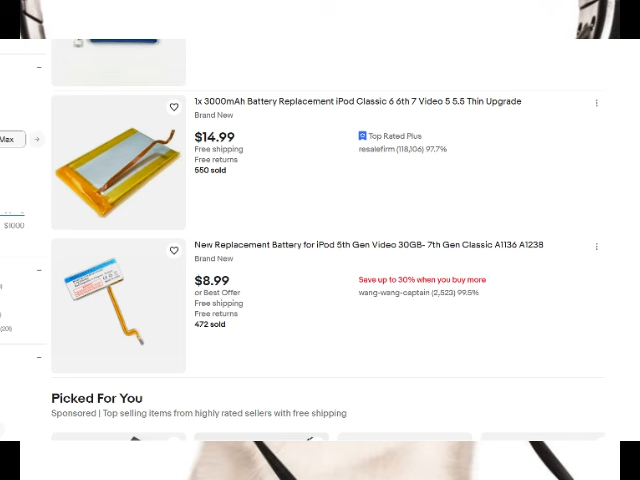 Max
$1000
(20)
1x 3000mAh Battery Replacement iPod Classic 6 6th 7 Video 5 5.5 Thin Upgrade
Brand New
$14.99
Free shipping
Free returns
550 sold
Top Rated Plus
resalefirm (118,106) 97.7%
New Replacement Battery for iPod 5th Gen Video 30GB- 7th Gen Classic A1136 A1238
Brand New
$8.99
or Best Offer
Free shipping
Free returns
472 sold
Save up to 30% when you buy more
wang-wang-captain (2,523) 99.5%
Picked For You
Sponsored | Top selling items from highly rated sellers with free shipping